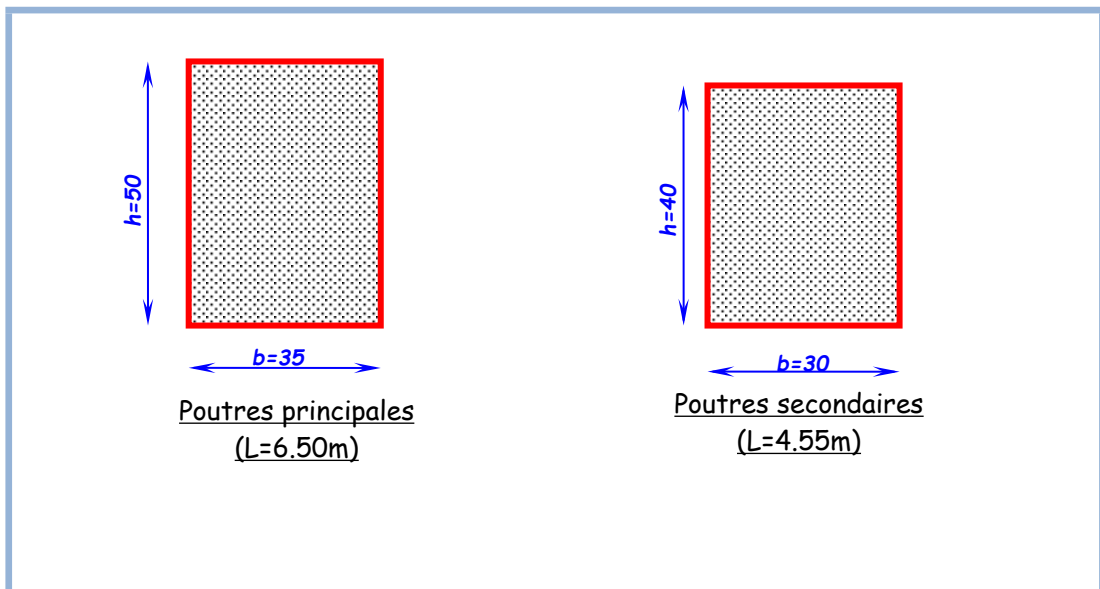 h=50
b=35
Poutres principales
(L=6.50m)
h=40
b=30
Poutres secondaires
(L=4.55m)